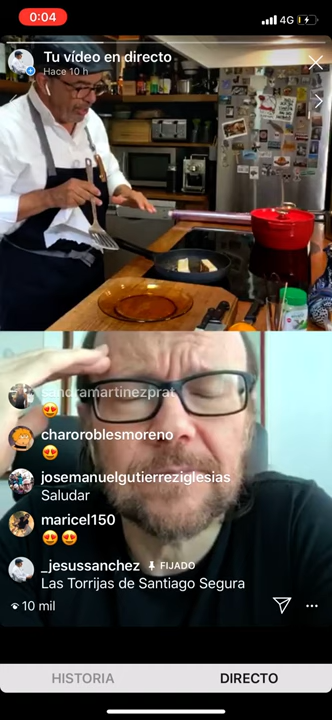 0:04
4G
Tu vídeo en directo
Hace 10 h
sandramartinezprat
😍
charoroblesmoreno
😍
josemanuelgutierreziglesias
Saludar
maricel150
😍😍
_jesussanchez FIJADO
Las Torrijas de Santiago Segura
10 mil
HISTORIA DIRECTO